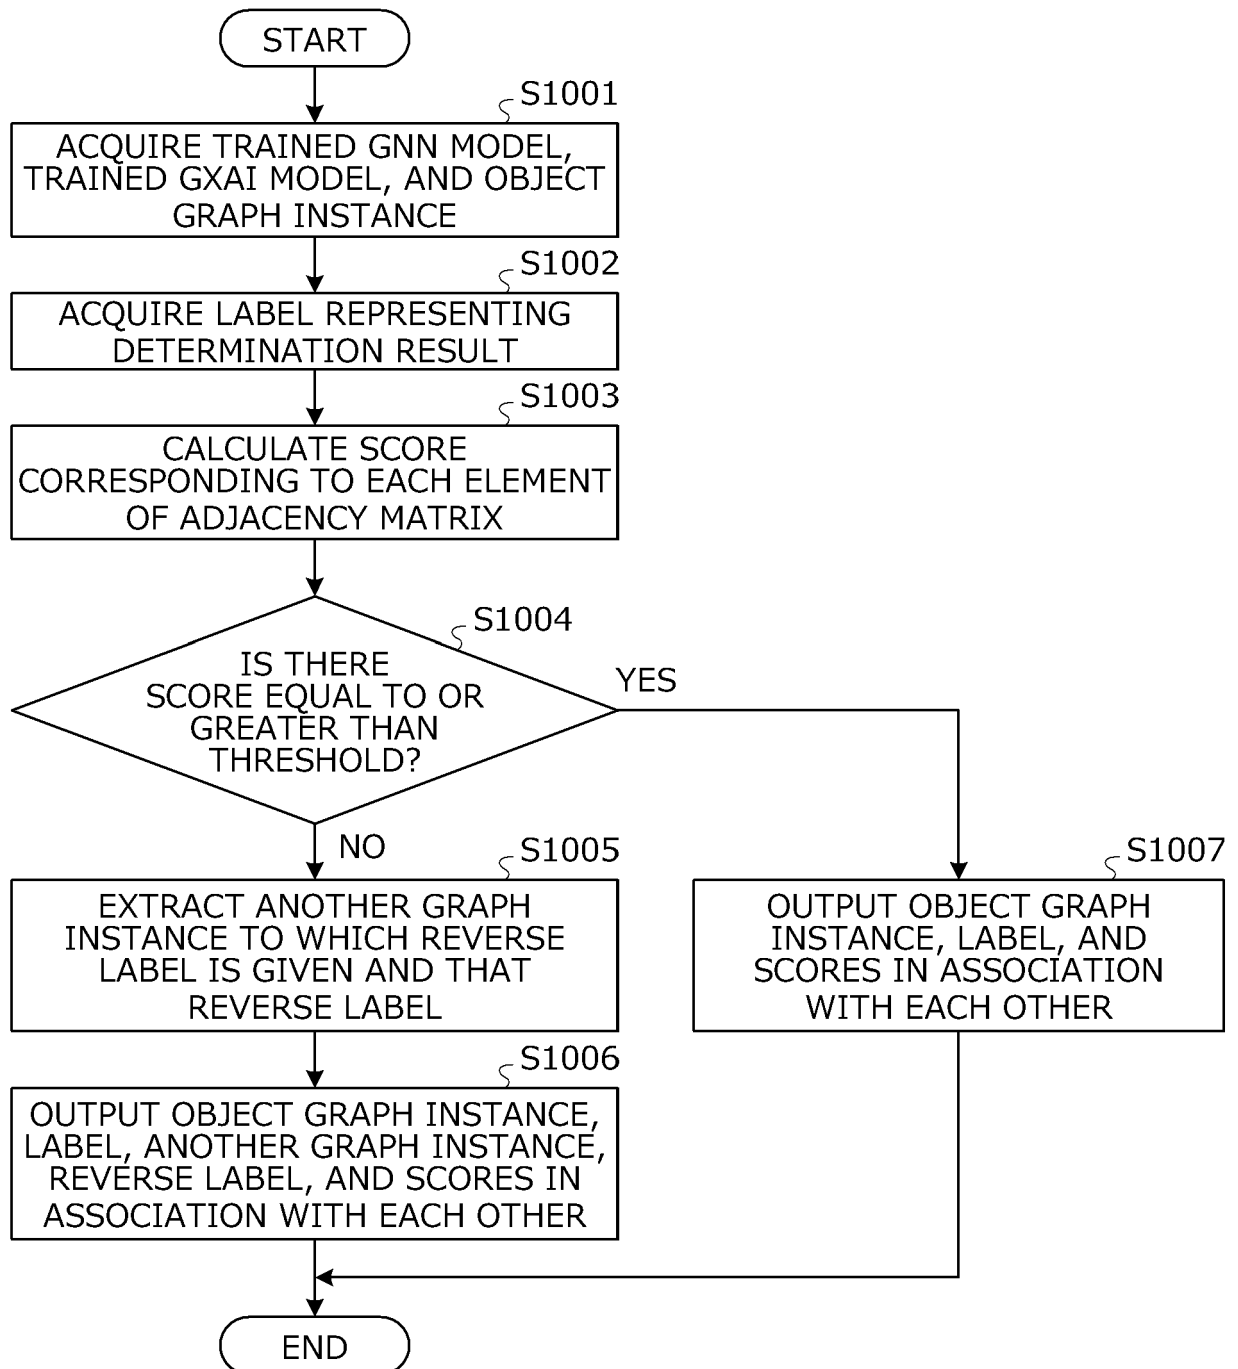 START
S1001
ACQUIRE TRAINED GNN MODEL,
TRAINED GXAI MODEL, AND OBJECT
GRAPH INSTANCE
S1002
ACQUIRE LABEL REPRESENTING
DETERMINATION RESULT
S1003
CALCULATE SCORE
CORRESPONDING TO EACH ELEMENT
OF ADJACENCY MATRIX
S1004
IS THERE
SCORE EQUAL TO OR
GREATER THAN
THRESHOLD?
YES
NO
S1005
EXTRACT ANOTHER GRAPH
INSTANCE TO WHICH REVERSE
LABEL IS GIVEN AND THAT
REVERSE LABEL
S1007
OUTPUT OBJECT GRAPH
INSTANCE, LABEL, AND
SCORES IN ASSOCIATION
WITH EACH OTHER
S1006
OUTPUT OBJECT GRAPH INSTANCE,
LABEL, ANOTHER GRAPH INSTANCE,
REVERSE LABEL, AND SCORES IN
ASSOCIATION WITH EACH OTHER
END